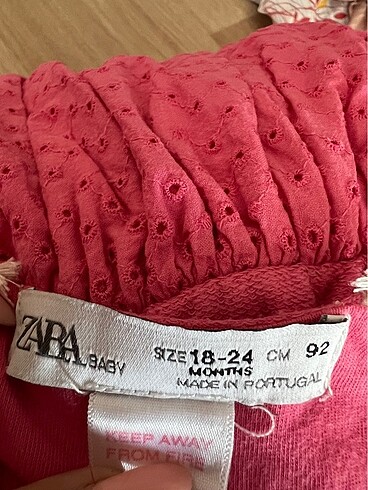 ZARA BABY SIZE 18-24 CM 92
MONTHS
MADE IN PORTUGAL
KEEP AWAY
FROM FIRE